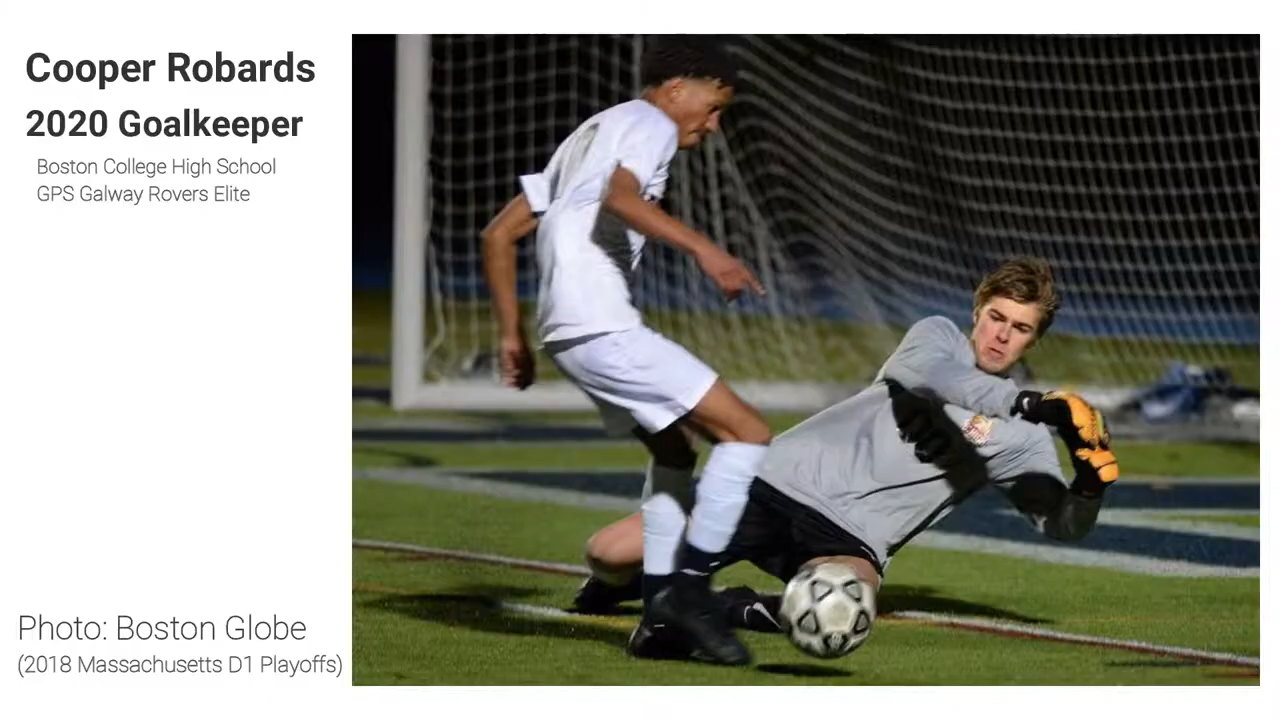 Cooper Robards
2020 Goalkeeper
Boston College High School
GPS Galway Rovers Elite
Photo: Boston Globe
(2018 Massachusetts D1 Playoffs)